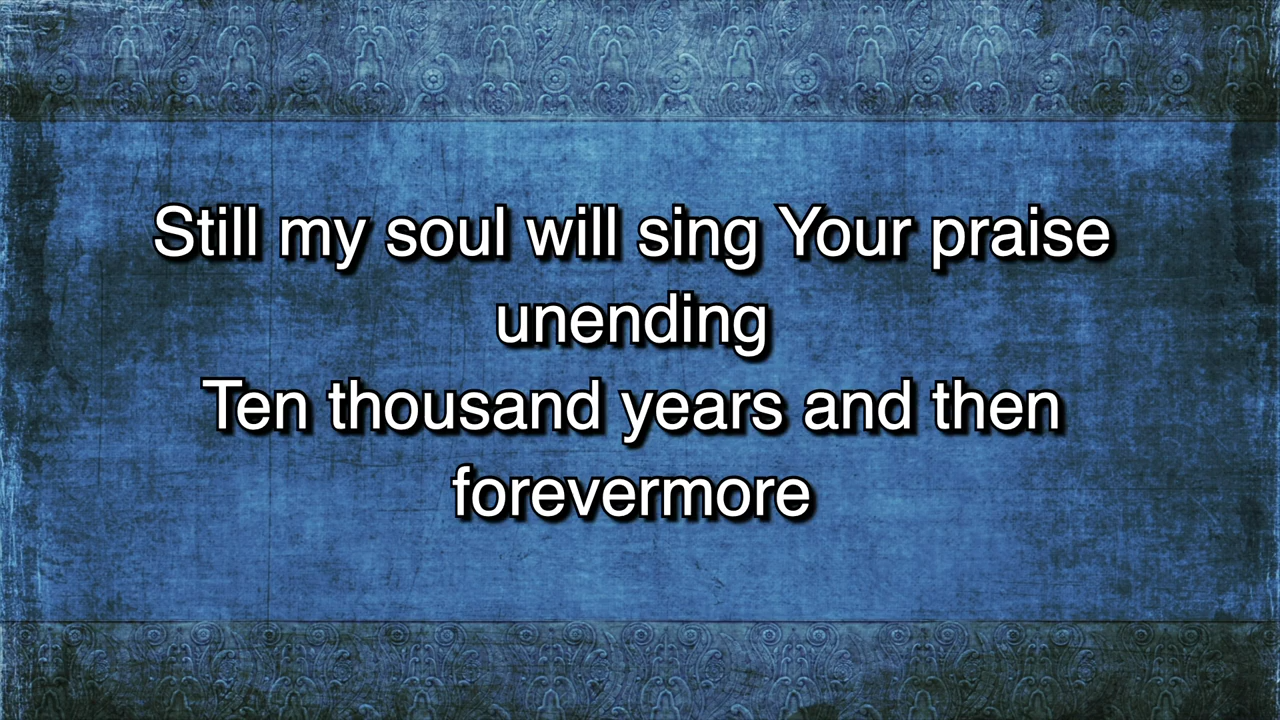 Still my soul will sing Your praise
unending
Ten thousand years and then
forevermore